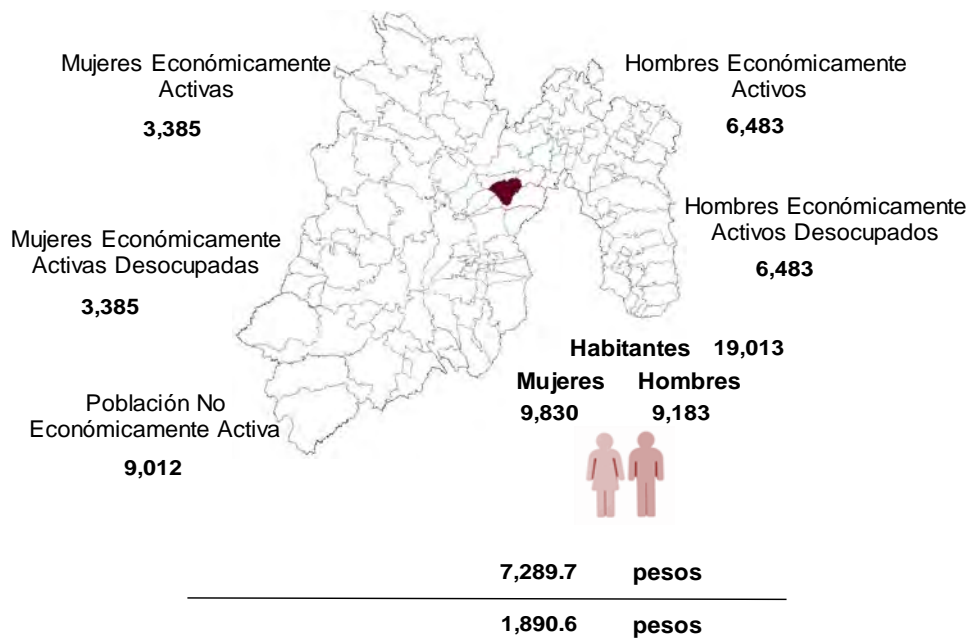 Mujeres Económicamente
Activas
3,385
Hombres Económicamente
Activos
6,483
Mujeres Económicamente
Activas Desocupadas
3,385
Hombres Económicamente
Activos Desocupados
6,483
Habitantes 19,013
Mujeres Hombres
9,830 9,183
Población No
Económicamente Activa
9,012
7,289.7 pesos
1,890.6 pesos